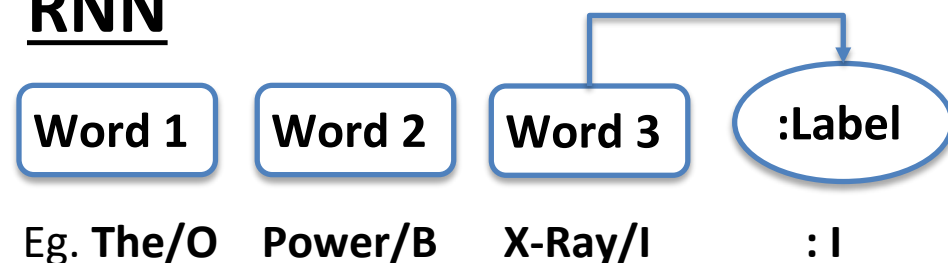 RNN
Word 1 Word 2 Word 3 :Label
Eg. The/O Power/B X-Ray/I : I